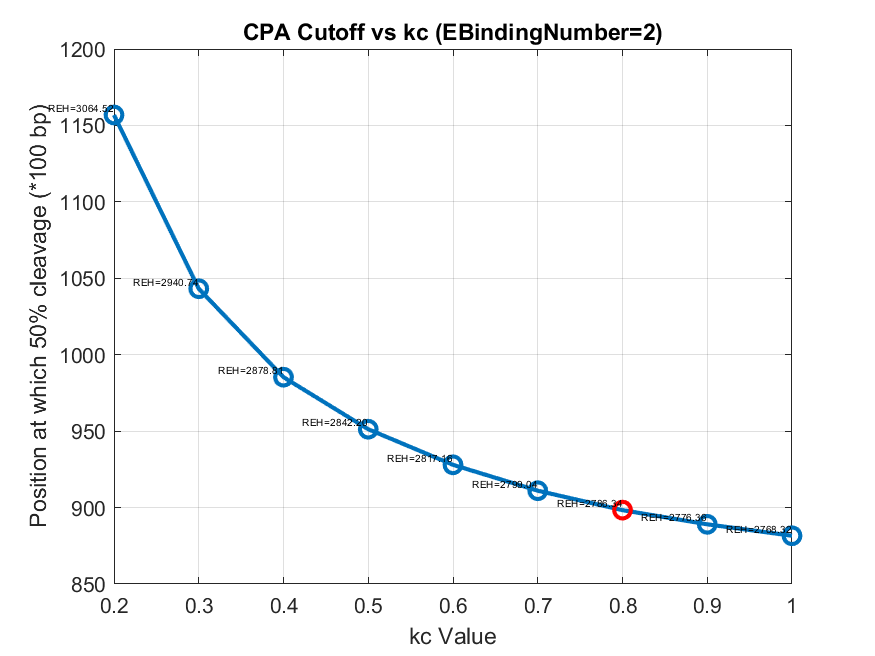 CPA Cutoff vs kc (EBindingNumber=2)
Position at which 50% cleavage (*100 bp)
1200
1150
1100
1050
1000
950
900
850
REH=3064.52
REH=2940.74
REH=2878.81
REH=2842.20
REH=2817.18
REH=2799.04
REH=2786.34
REH=2776.36
REH=2768.32
0.2 0.3 0.4 0.5 0.6 0.7 0.8 0.9 1
kc Value